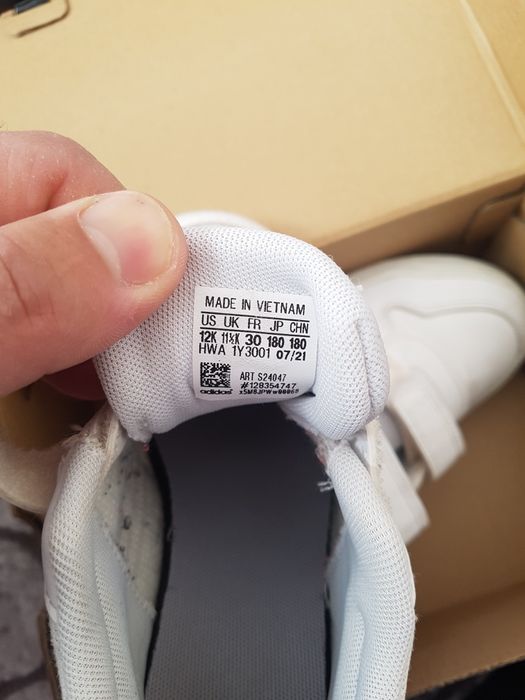 MADE IN VIETNAM
US UK FR JP CHN
12K 11½K 30 180 180
HWA 1Y3001 07/21
ART S24047
#128354747
adidas